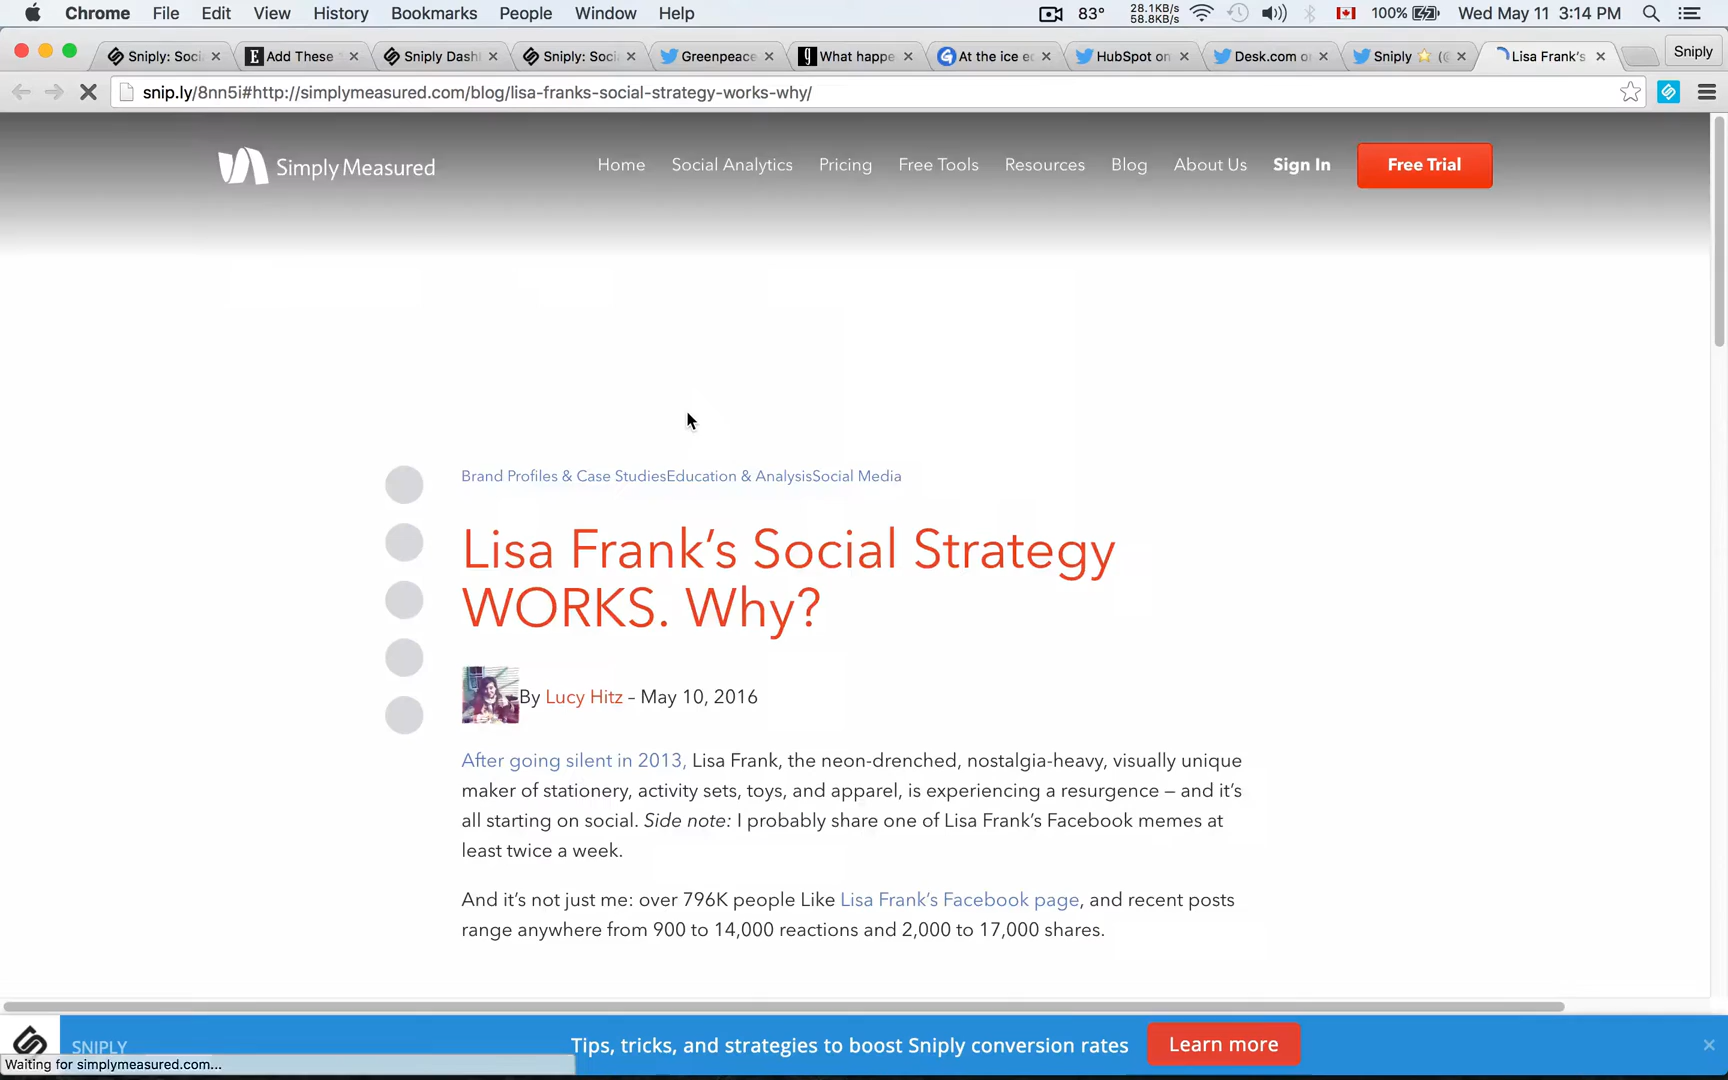 Chrome File Edit View History Bookmarks People Window Help 83° 28.1KB/s 58.8KB/s 100% Wed May 11 3:14 PM
Sniply: Soci Add These Sniply Dash Sniply: Soci Greenpeace What happe At the ice e HubSpot on Desk.com o Sniply Lisa Frank's Sniply
snip.ly/8nn5i#http://simplymeasured.com/blog/lisa-franks-social-strategy-works-why/
Simply Measured Home Social Analytics Pricing Free Tools Resources Blog About Us Sign In Free Trial
Brand Profiles & Case StudiesEducation & AnalysisSocial Media
Lisa Frank's Social Strategy
WORKS. Why?
By Lucy Hitz – May 10, 2016
After going silent in 2013, Lisa Frank, the neon-drenched, nostalgia-heavy, visually unique
maker of stationery, activity sets, toys, and apparel, is experiencing a resurgence – and it's
all starting on social. Side note: I probably share one of Lisa Frank's Facebook memes at
least twice a week.
And it's not just me: over 796K people Like Lisa Frank's Facebook page, and recent posts
range anywhere from 900 to 14,000 reactions and 2,000 to 17,000 shares.
SNIPLY Tips, tricks, and strategies to boost Sniply conversion rates Learn more
Waiting for simplymeasured.com...